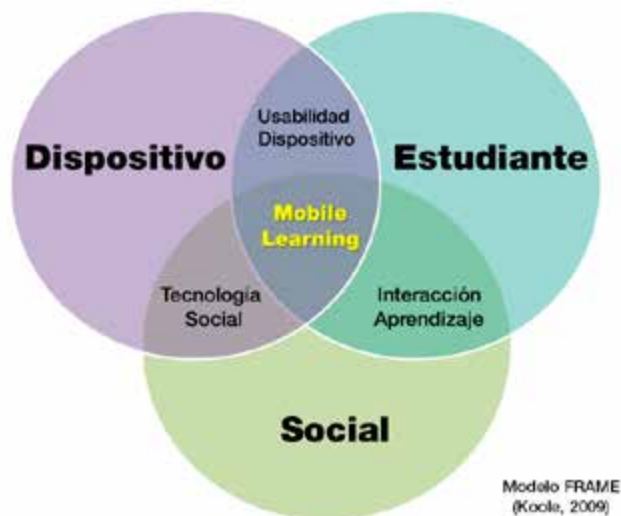 Usabilidad
Dispositivo
Dispositivo
Estudiante
Mobile
Learning
Tecnología
Social
Interacción
Aprendizaje
Social
Modelo FRAME
(Koole, 2009)